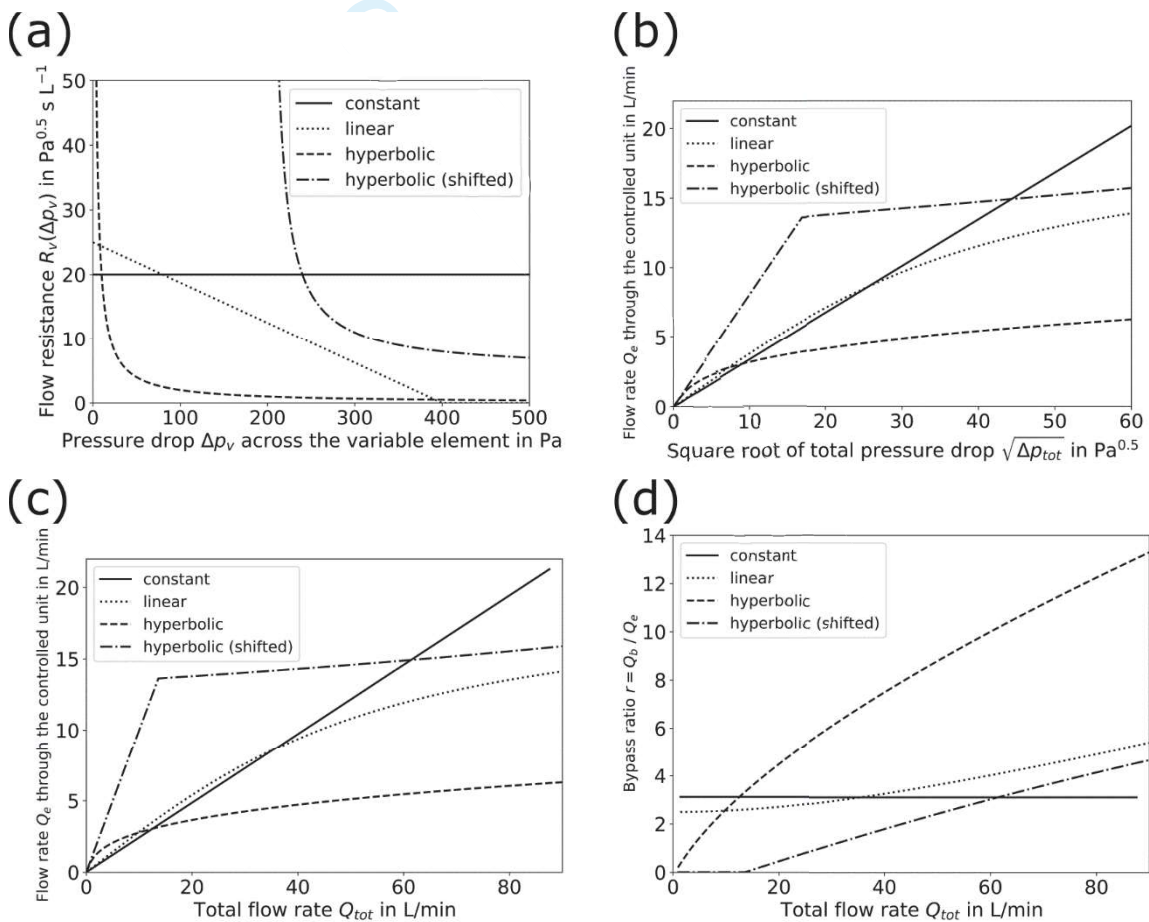 (a)
Flow resistance R_v(Δp_v) in Pa^0.5 s L^−1
50
40
30
20
10
0
constant
linear
hyperbolic
hyperbolic (shifted)
0 100 200 300 400 500
Pressure drop Δp_v across the variable element in Pa
(b)
Flow rate Q_e through the controlled unit in L/min
20
15
10
5
0
constant
linear
hyperbolic
hyperbolic (shifted)
0 10 20 30 40 50 60
Square root of total pressure drop √Δp_tot in Pa^0.5
(c)
Flow rate Q_e through the controlled unit in L/min
20
15
10
5
0
constant
linear
hyperbolic
hyperbolic (shifted)
0 20 40 60 80
Total flow rate Q_tot in L/min
(d)
Bypass ratio r = Q_b / Q_e
14
12
10
8
6
4
2
0
constant
linear
hyperbolic
hyperbolic (shifted)
0 20 40 60 80
Total flow rate Q_tot in L/min